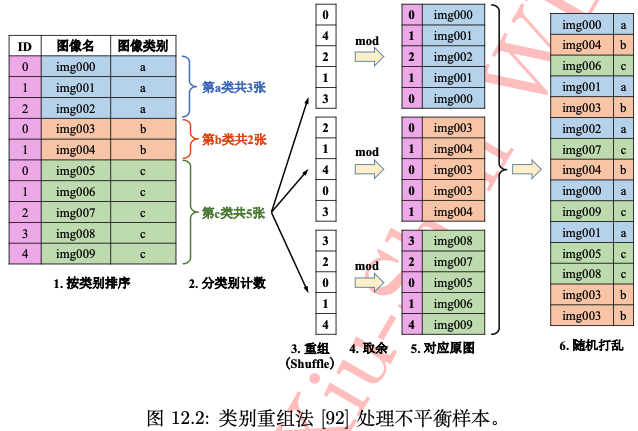 ID 图像名 图像类别
0 img000 a
1 img001 a
2 img002 a
0 img003 b
1 img004 b
0 img005 c
1 img006 c
2 img007 c
3 img008 c
4 img009 c
1. 按类别排序
第a类共3张
第b类共2张
第c类共5张
2. 分类别计数
0
4
2
1
3
2
1
4
0
3
3
2
0
1
4
3. 重组
(Shuffle)
mod
mod
mod
4. 取余
0 img000
1 img001
2 img002
1 img001
0 img000
0 img003
1 img004
0 img003
0 img003
1 img004
3 img008
2 img007
0 img005
1 img006
4 img009
5. 对应原图
img000 a
img004 b
img006 c
img001 a
img003 b
img002 a
img007 c
img004 b
img000 a
img009 c
img001 a
img005 c
img008 c
img003 b
img003 b
6. 随机打乱
图 12.2: 类别重组法 [92] 处理不平衡样本。